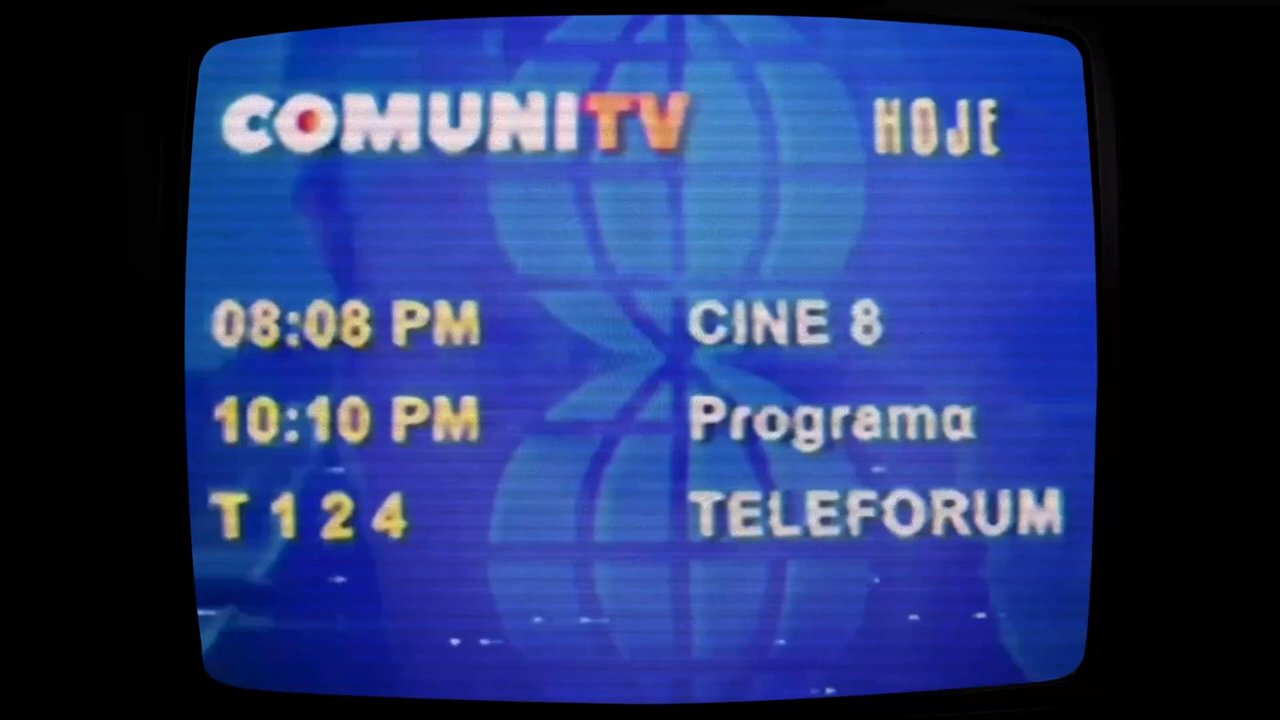 COMUNITV HOJE
08:08 PM CINE 8
10:10 PM Programa
T 1 2 4 TELEFORUM